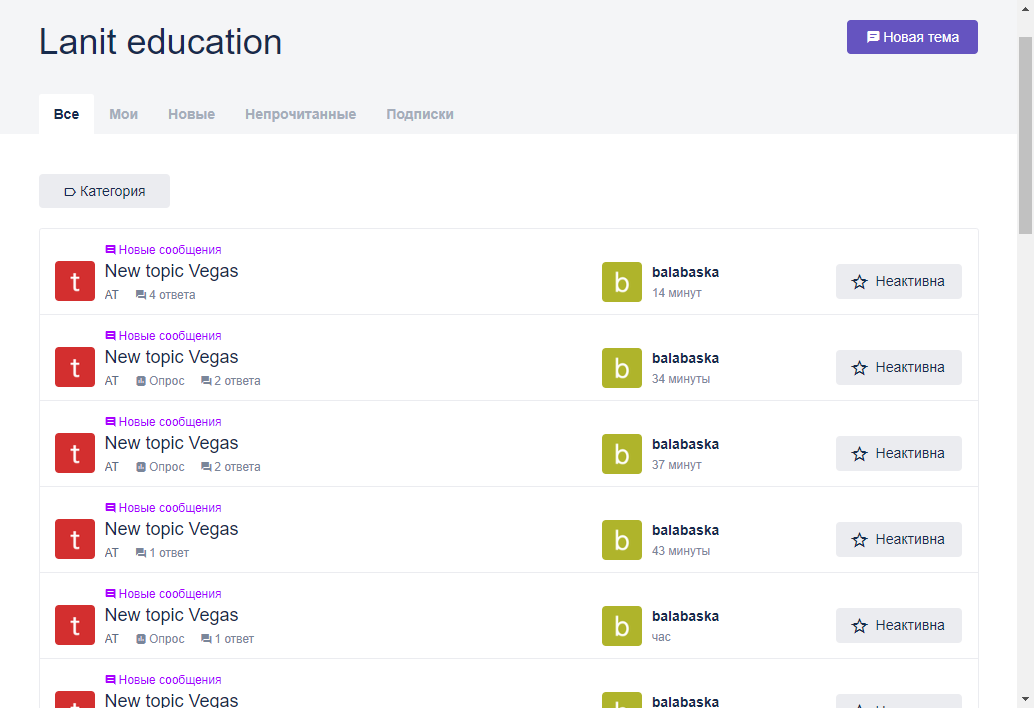 Lanit education
Новая тема
Все Мои Новые Непрочитанные Подписки
Категория
Новые сообщения
t New topic Vegas b balabaska Неактивна
AT 4 ответа 14 минут
Новые сообщения
t New topic Vegas b balabaska Неактивна
AT Опрос 2 ответа 34 минуты
Новые сообщения
t New topic Vegas b balabaska Неактивна
AT Опрос 2 ответа 37 минут
Новые сообщения
t New topic Vegas b balabaska Неактивна
AT 1 ответ 43 минуты
Новые сообщения
t New topic Vegas b balabaska Неактивна
AT Опрос 1 ответ час
Новые сообщения
New topic Vegas balabaska